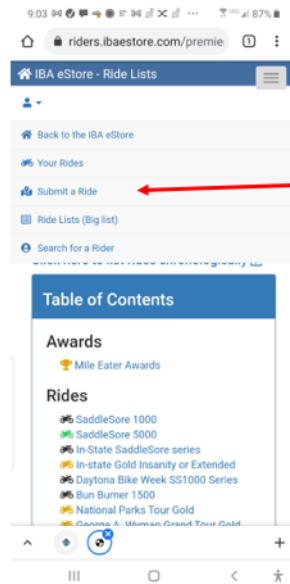 9:03
87%
riders.ibaestore.com/premie
1
IBA eStore - Ride Lists
Back to the IBA eStore
Your Rides
Submit a Ride
Ride Lists (Big list)
Search for a Rider
Click here to list rides chronologically
Table of Contents
Awards
Mile Eater Awards
Rides
SaddleSore 1000
SaddleSore 5000
In-State SaddleSore series
In-state Gold Insanity or Extended
Daytona Bike Week SS1000 Series
Bun Burner 1500
National Parks Tour Gold
George A. Wyman Grand Tour Gold